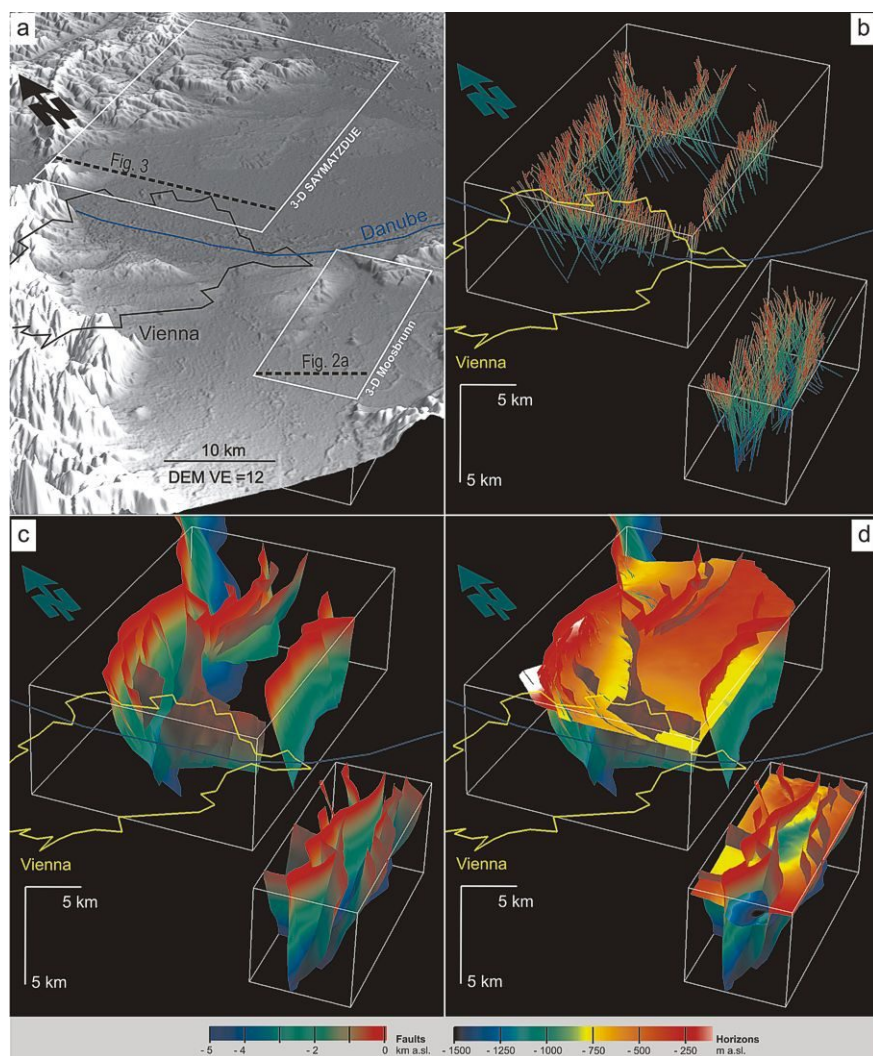 a
N
Fig. 3
3-D SAYMATZDUE
Danube
Vienna
Fig. 2a
3-D Moosbrunn
10 km
DEM VE =12
b
N
Vienna
5 km
5 km
c
N
Vienna
5 km
5 km
d
N
Vienna
5 km
5 km
- 5 - 4 - 2 0 Faults km a.sl.
- 1500 -1250 -1000 -750 -500 -250 Horizons m a.sl.